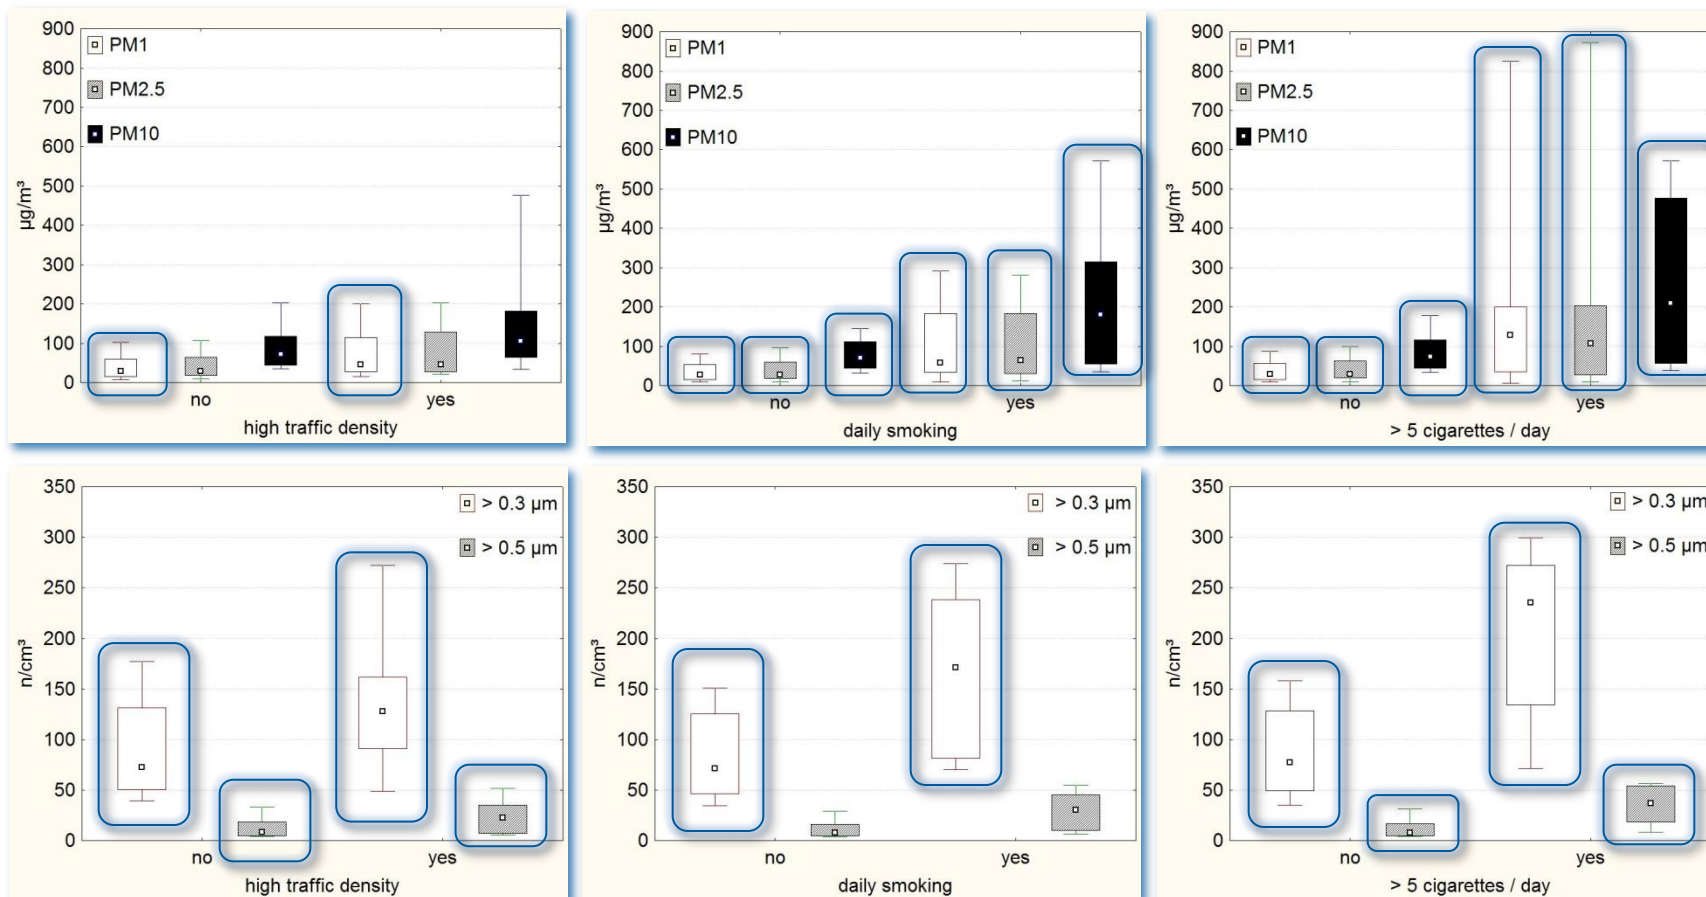 900
800
700
600
500
400
300
200
100
0
µg/m³
PM1
PM2.5
PM10
no
yes
high traffic density
900
800
700
600
500
400
300
200
100
0
µg/m³
PM1
PM2.5
PM10
no
yes
daily smoking
900
800
700
600
500
400
300
200
100
0
µg/m³
PM1
PM2.5
PM10
no
yes
> 5 cigarettes / day
350
300
250
200
150
100
50
0
n/cm³
> 0.3 µm
> 0.5 µm
no
yes
high traffic density
350
300
250
200
150
100
50
0
n/cm³
> 0.3 µm
> 0.5 µm
no
yes
daily smoking
350
300
250
200
150
100
50
0
n/cm³
> 0.3 µm
> 0.5 µm
no
yes
> 5 cigarettes / day